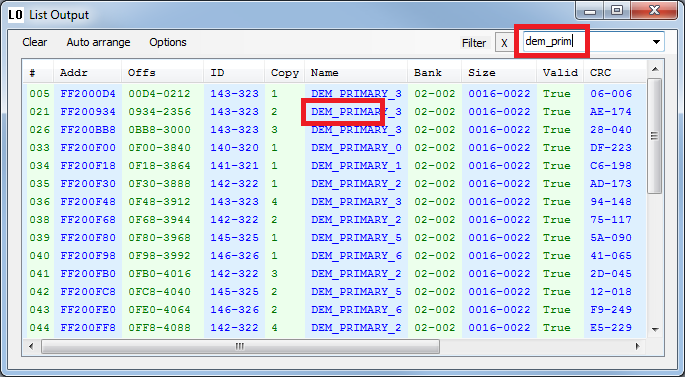 LO List Output
Clear Auto arrange Options Filter X dem_prim
# Addr Offs ID Copy Name Bank Size Valid CRC
005 FF2000D4 00D4-0212 143-323 1 DEM_PRIMARY_3 02-002 0016-0022 True 06-006
021 FF200934 0934-2356 143-323 2 DEM_PRIMARY_3 02-002 0016-0022 True AE-174
026 FF200BB8 0BB8-3000 143-323 3 DEM_PRIMARY_3 02-002 0016-0022 True 28-040
033 FF200F00 0F00-3840 140-320 1 DEM_PRIMARY_0 02-002 0016-0022 True DF-223
034 FF200F18 0F18-3864 141-321 1 DEM_PRIMARY_1 02-002 0016-0022 True C6-198
035 FF200F30 0F30-3888 142-322 1 DEM_PRIMARY_2 02-002 0016-0022 True AD-173
036 FF200F48 0F48-3912 143-323 4 DEM_PRIMARY_3 02-002 0016-0022 True 94-148
038 FF200F68 0F68-3944 142-322 2 DEM_PRIMARY_2 02-002 0016-0022 True 75-117
039 FF200F80 0F80-3968 145-325 1 DEM_PRIMARY_5 02-002 0016-0022 True 5A-090
040 FF200F98 0F98-3992 146-326 1 DEM_PRIMARY_6 02-002 0016-0022 True 41-065
041 FF200FB0 0FB0-4016 142-322 3 DEM_PRIMARY_2 02-002 0016-0022 True 2D-045
042 FF200FC8 0FC8-4040 145-325 2 DEM_PRIMARY_5 02-002 0016-0022 True 12-018
043 FF200FE0 0FE0-4064 146-326 2 DEM_PRIMARY_6 02-002 0016-0022 True F9-249
044 FF200FF8 0FF8-4088 142-322 4 DEM_PRIMARY_2 02-002 0016-0022 True E5-229